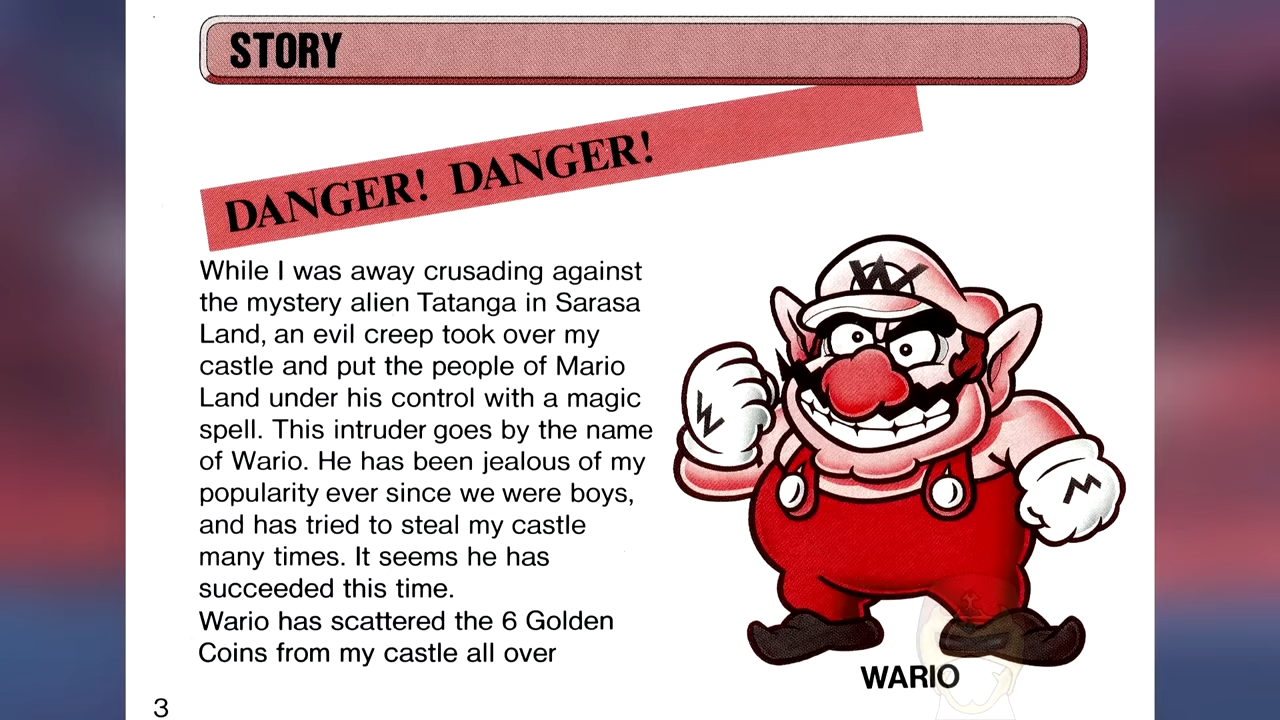 STORY
DANGER! DANGER!
While I was away crusading against
the mystery alien Tatanga in Sarasa
Land, an evil creep took over my
castle and put the people of Mario
Land under his control with a magic
spell. This intruder goes by the name
of Wario. He has been jealous of my
popularity ever since we were boys,
and has tried to steal my castle
many times. It seems he has
succeeded this time.
Wario has scattered the 6 Golden
Coins from my castle all over
W
W
W
WARIO
3